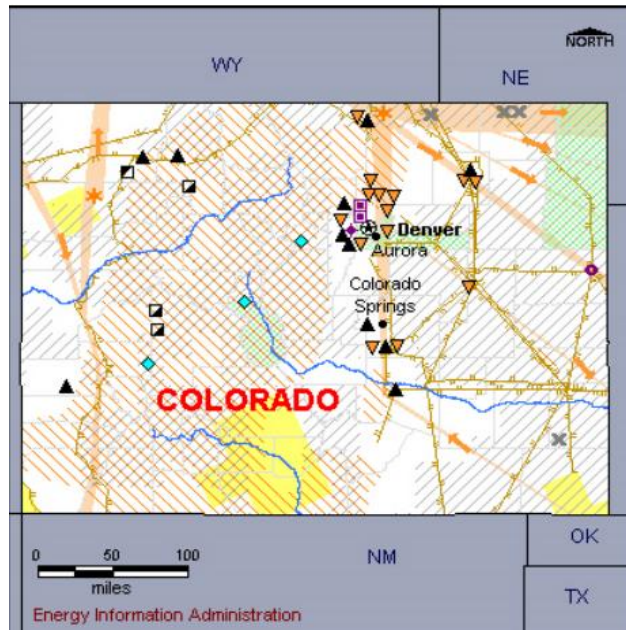 NORTH
WY
NE
Denver
Aurora
Colorado
Springs
COLORADO
0 50 100
miles
NM
OK
TX
Energy Information Administration